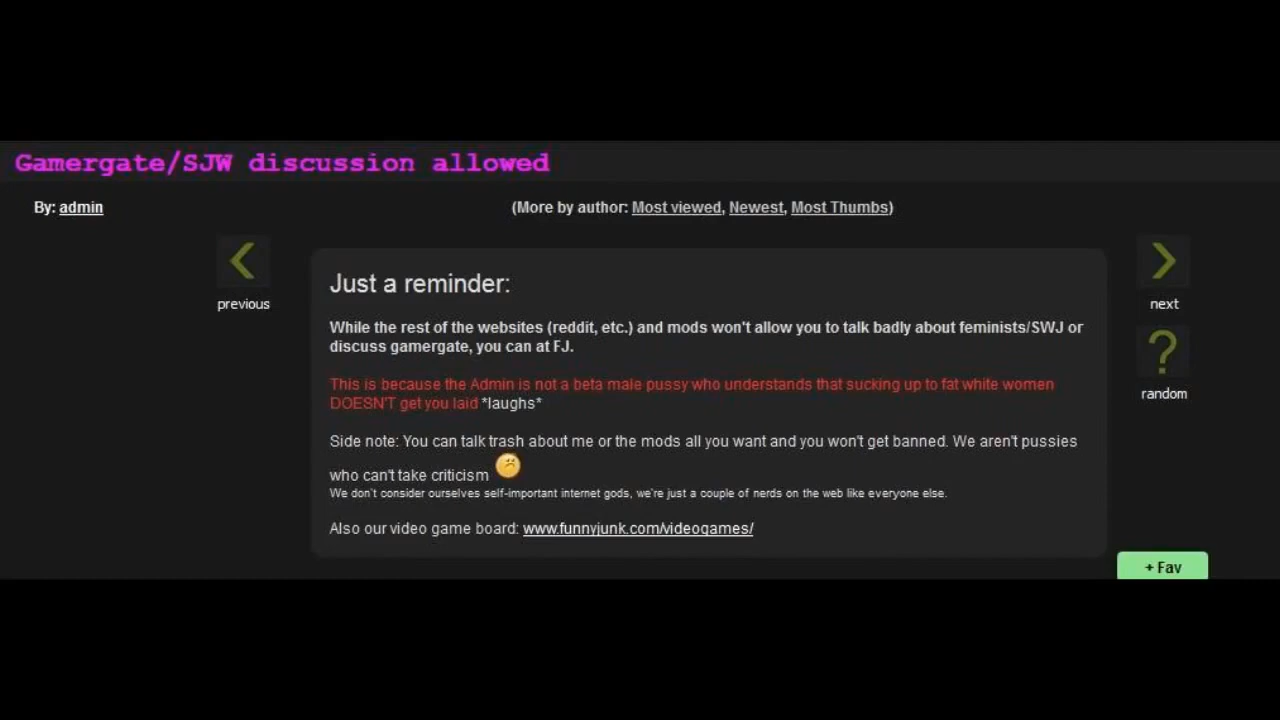 Gamergate/SJW discussion allowed
By: admin
(More by author: Most viewed, Newest, Most Thumbs)
previous
Just a reminder:
While the rest of the websites (reddit, etc.) and mods won't allow you to talk badly about feminists/SWJ or
discuss gamergate, you can at FJ.
This is because the Admin is not a beta male pussy who understands that sucking up to fat white women
DOESN'T get you laid *laughs*
Side note: You can talk trash about me or the mods all you want and you won't get banned. We aren't pussies
who can't take criticism
We don't consider ourselves self-important internet gods, we're just a couple of nerds on the web like everyone else.
Also our video game board: www.funnyjunk.com/videogames/
next
?
random
+ Fav